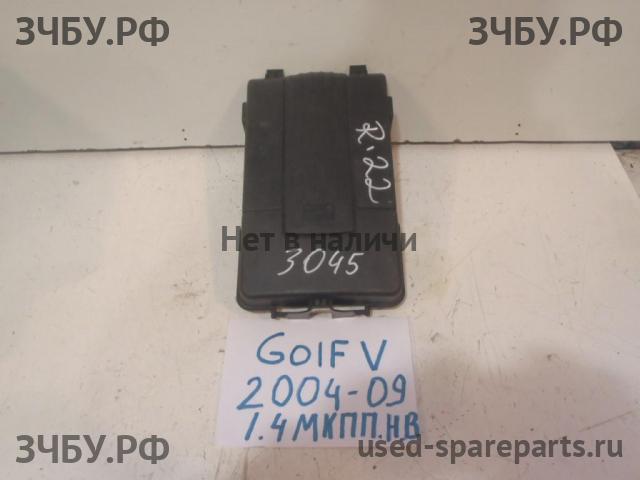 ЗЧБУ.РФ ЗЧБУ.РФ
R·22
Нет в наличии
3045
GOlF V
2004-09
1.4 МКПП.НВ
ЗЧБУ.РФ used-spareparts.ru